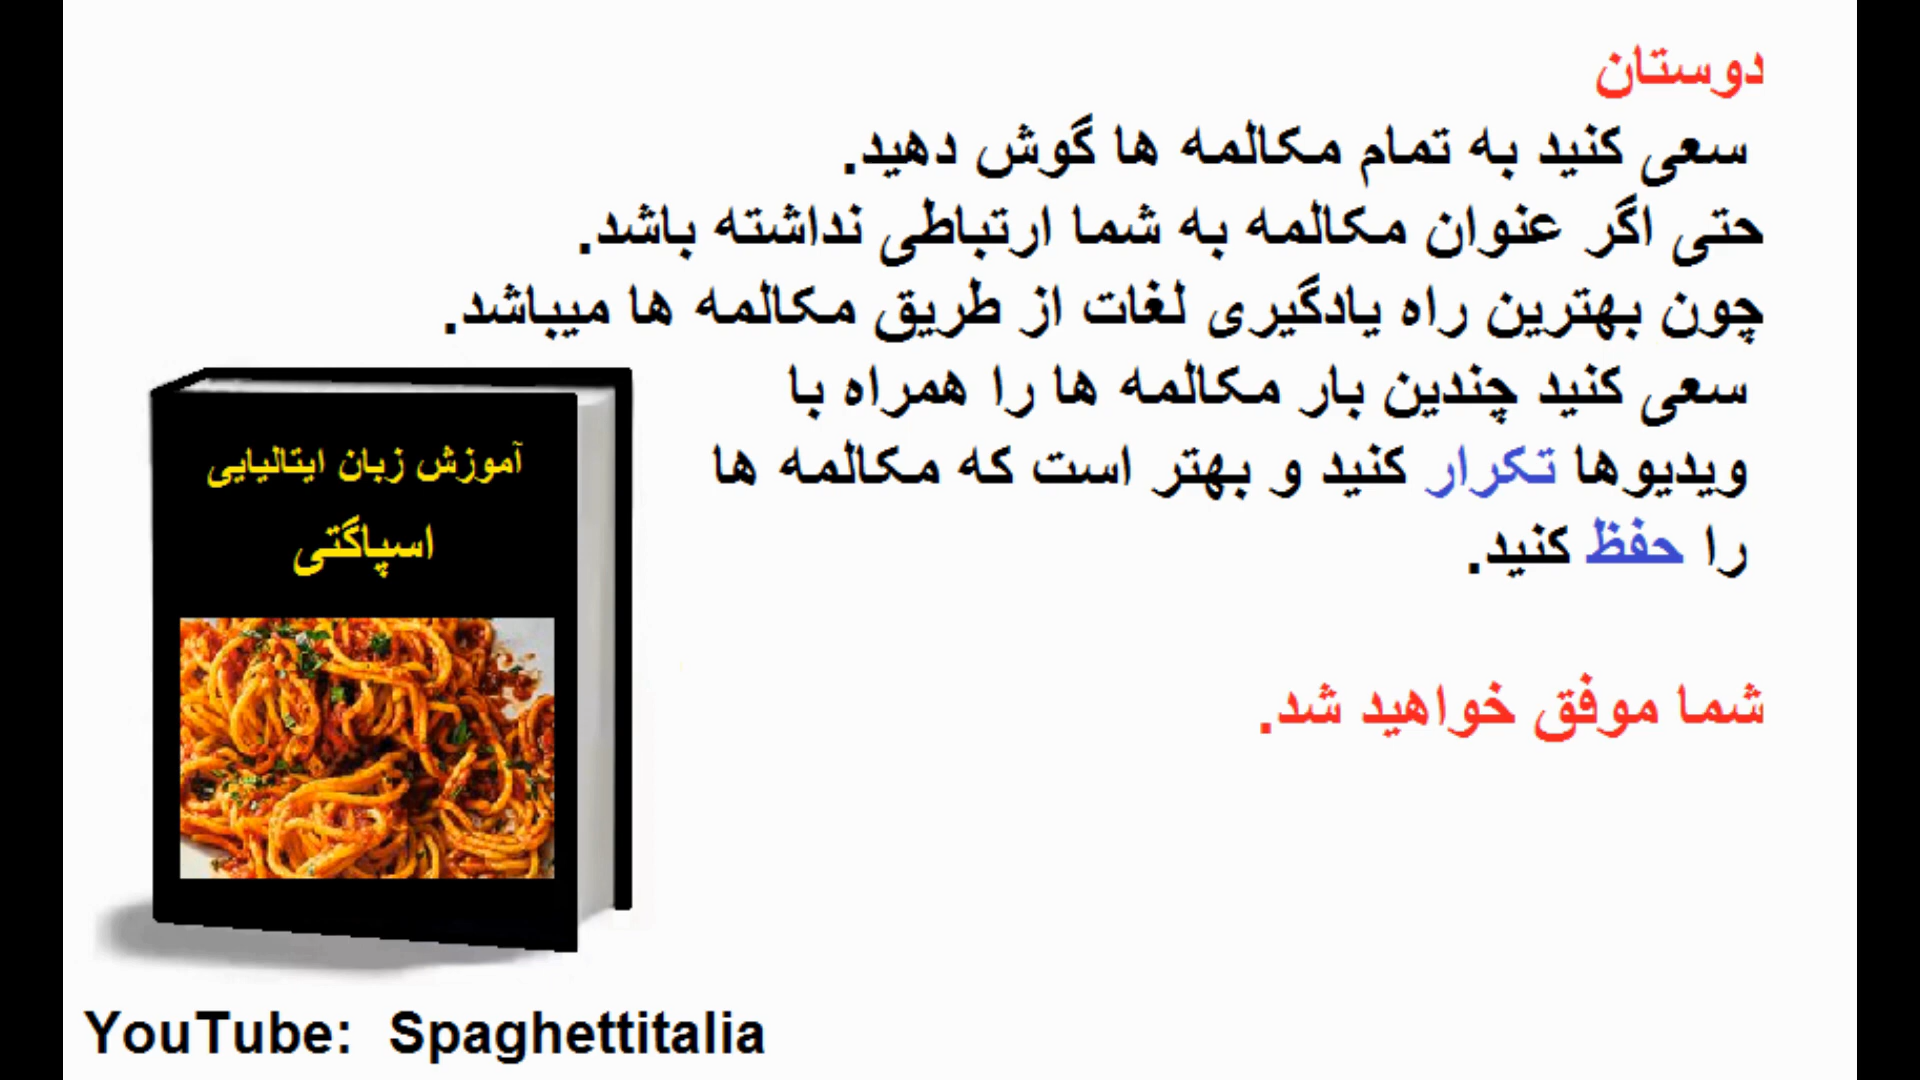 دوستان
سعی کنید به تمام مکالمه ها گوش دهید.
حتی اگر عنوان مکالمه به شما ارتباطی نداشته باشد.
چون بهترین راه یادگیری لغات از طریق مکالمه ها میباشد.
سعی کنید چندین بار مکالمه ها را همراه با
ویدیوها تکرار کنید و بهتر است که مکالمه ها
را حفظ کنید.
شما موفق خواهید شد.
آموزش زبان ایتالیایی
اسپاگتی
YouTube: Spaghettitalia